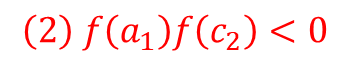 (2) f(a₁)f(c₂) < 0